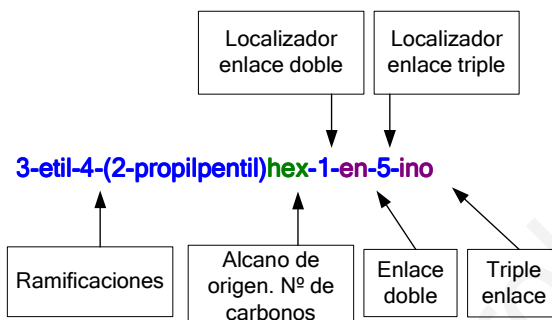 Localizador
enlace doble
Localizador
enlace triple
3-etil-4-(2-propilpentil)hex-1-en-5-ino
Ramificaciones
Alcano de
origen. Nº de
carbonos
Enlace
doble
Triple
enlace